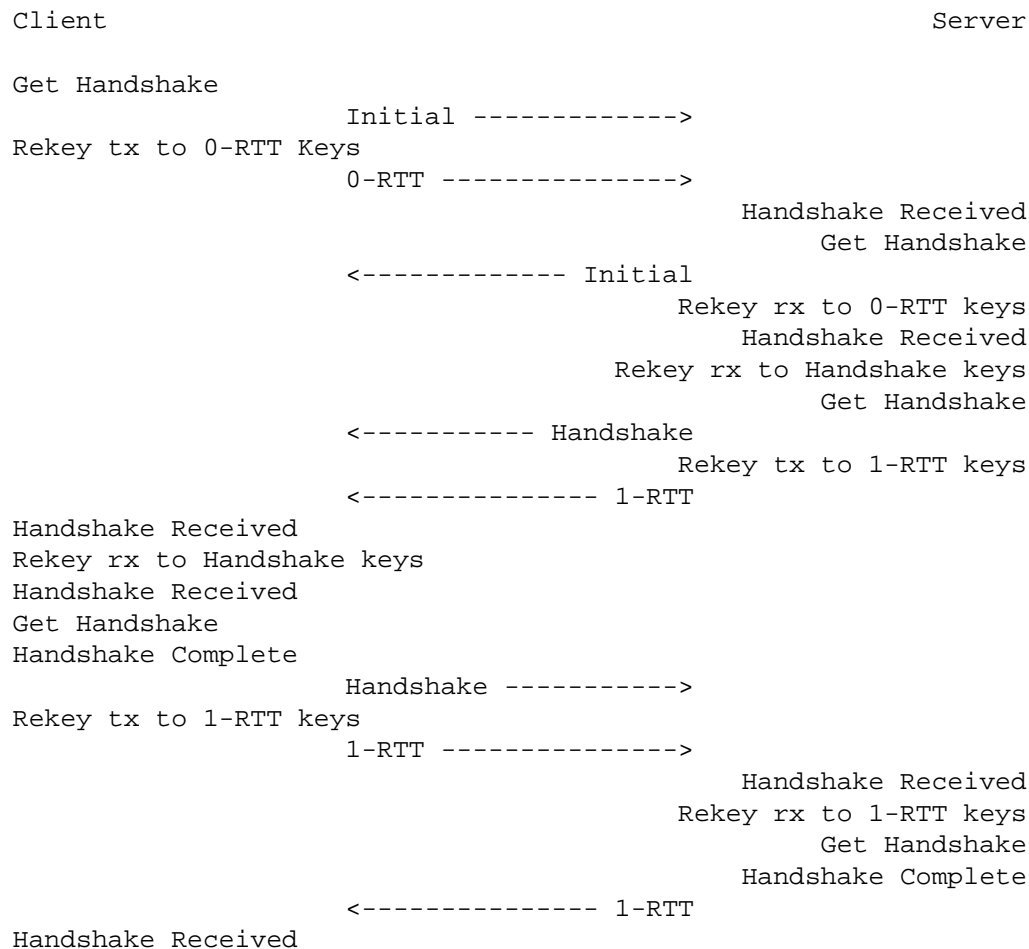 Client                                                    Server

Get Handshake
                     Initial ------------->
Rekey tx to 0-RTT Keys
                     0-RTT --------------->
                                              Handshake Received
                                                   Get Handshake
                     <------------- Initial
                                          Rekey rx to 0-RTT keys
                                              Handshake Received
                                      Rekey rx to Handshake keys
                                                   Get Handshake
                     <----------- Handshake
                                          Rekey tx to 1-RTT keys
                     <--------------- 1-RTT
Handshake Received
Rekey rx to Handshake keys
Handshake Received
Get Handshake
Handshake Complete
                     Handshake ----------->
Rekey tx to 1-RTT keys
                     1-RTT --------------->
                                              Handshake Received
                                          Rekey rx to 1-RTT keys
                                                   Get Handshake
                                              Handshake Complete
                     <--------------- 1-RTT
Handshake Received